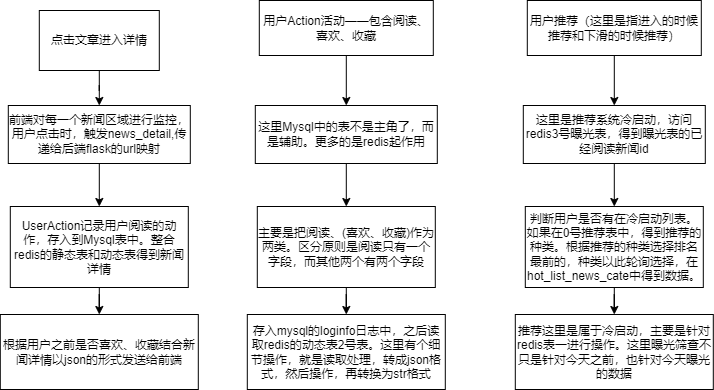 点击文章进入详情
前端对每一个新闻区域进行监控，
用户点击时，触发news_detail,传
递给后端flask的url映射
UserAction记录用户阅读的动
作，存入到Mysql表中。整合
redis的静态表和动态表得到新闻
详情
根据用户之前是否喜欢、收藏结合新
闻详情以json的形式发送给前端
用户Action活动——包含阅读、
喜欢、收藏
这里Mysql中的表不是主角了，而
是辅助。更多的是redis起作用
主要是把阅读、(喜欢、收藏)作为
两类。区分原则是阅读只有一个
字段，而其他两个有两个字段
存入mysql的loginfo日志中，之后读
取redis的动态表2号表。这里有个细
节操作，就是读取处理，转成json格
式，然后操作，再转换为str格式
用户推荐（这里是指进入的时候
推荐和下滑的时候推荐）
这里是推荐系统冷启动，访问
redis3号曝光表，得到曝光表的已
经阅读新闻id
判断用户是否有在冷启动列表。
如果在0号推荐表中，得到推荐的
种类。根据推荐的种类选择排名
最前的，种类以此轮询选择，在
hot_list_news_cate中得到数据。
推荐这里是属于冷启动，主要是针对
redis表一进行操作。这里曝光筛查不
只是针对今天之前，也针对今天曝光
的数据